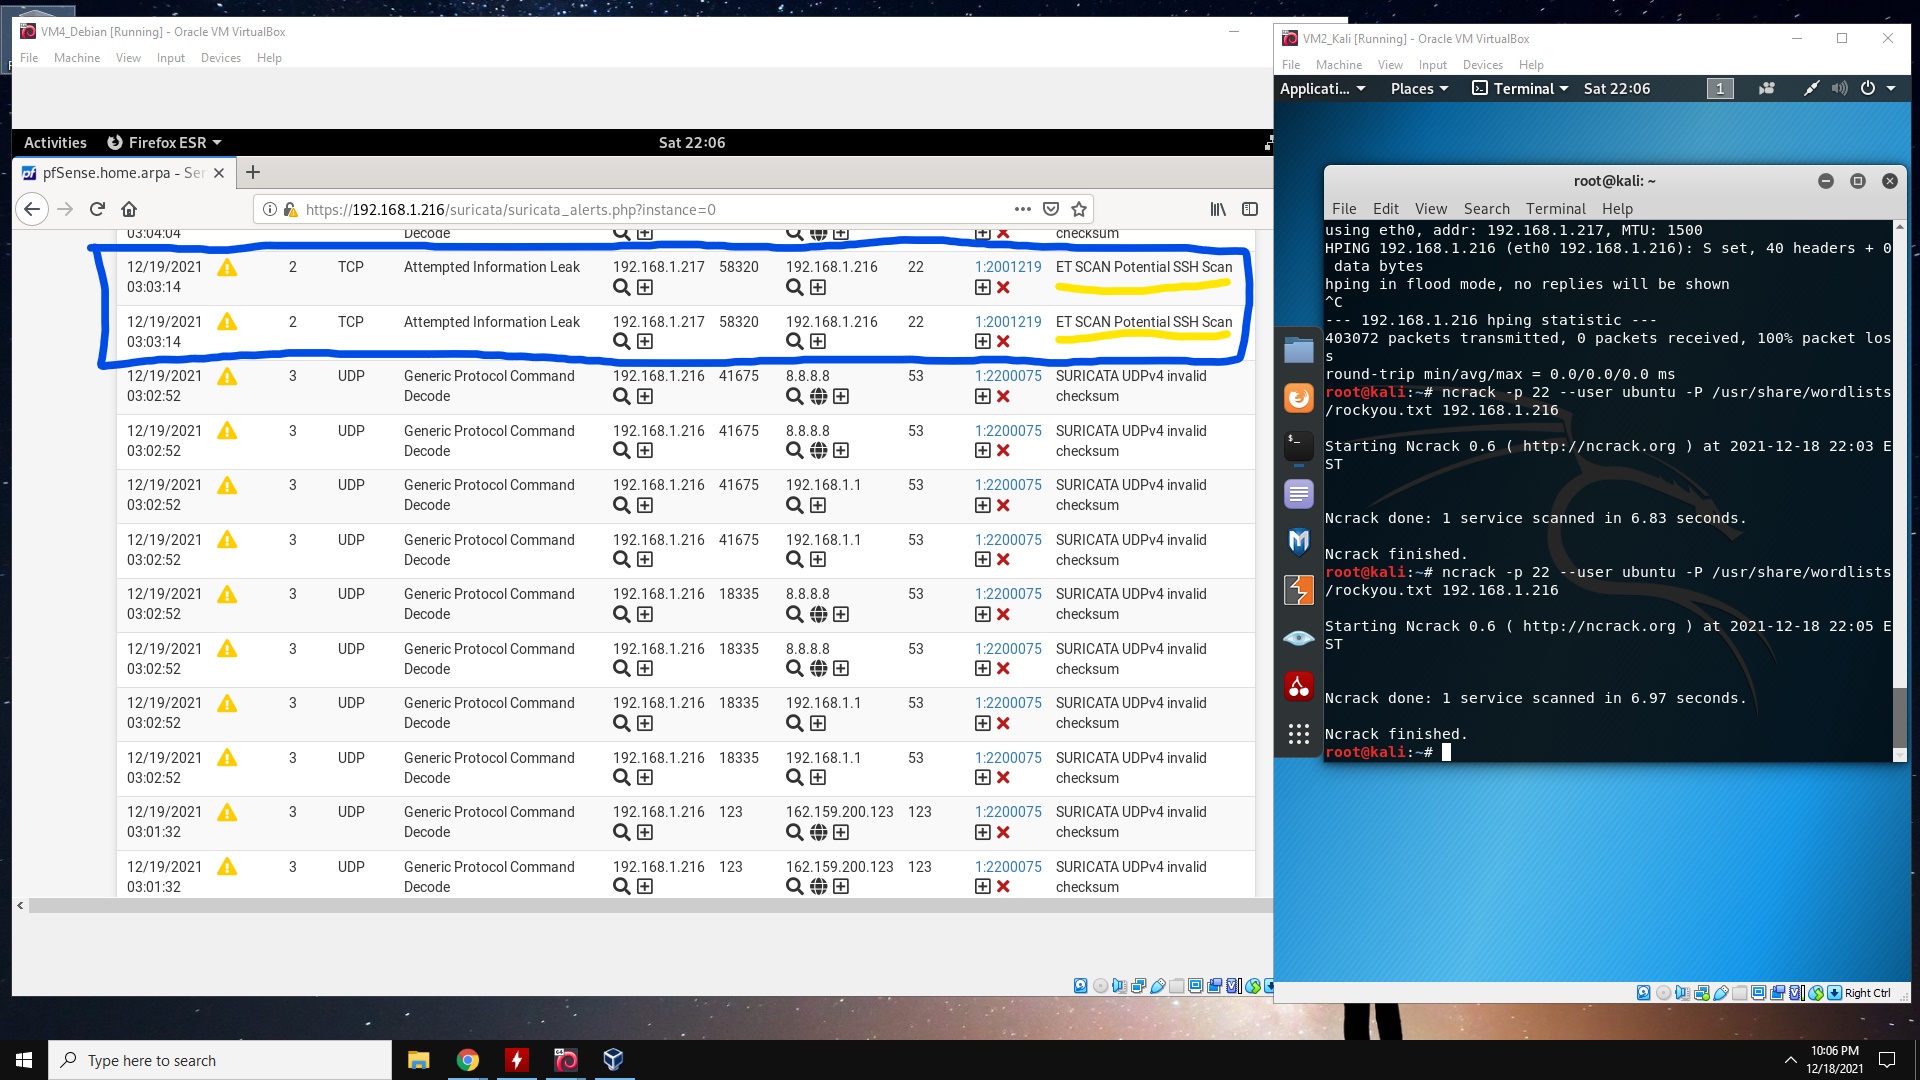 VM4_Debian [Running] - Oracle VM VirtualBox
File Machine View Input Devices Help
Activities Firefox ESR Sat 22:06
pfSense.home.arpa - Ser
https://192.168.1.216/suricata/suricata_alerts.php?instance=0
03:04:04 Decode checksum
12/19/2021 2 TCP Attempted Information Leak 192.168.1.217 58320 192.168.1.216 22 1:2001219 ET SCAN Potential SSH Scan
03:03:14
12/19/2021 2 TCP Attempted Information Leak 192.168.1.217 58320 192.168.1.216 22 1:2001219 ET SCAN Potential SSH Scan
03:03:14
12/19/2021 3 UDP Generic Protocol Command 192.168.1.216 41675 8.8.8.8 53 1:2200075 SURICATA UDPv4 invalid
03:02:52 Decode checksum
12/19/2021 3 UDP Generic Protocol Command 192.168.1.216 41675 8.8.8.8 53 1:2200075 SURICATA UDPv4 invalid
03:02:52 Decode checksum
12/19/2021 3 UDP Generic Protocol Command 192.168.1.216 41675 192.168.1.1 53 1:2200075 SURICATA UDPv4 invalid
03:02:52 Decode checksum
12/19/2021 3 UDP Generic Protocol Command 192.168.1.216 41675 192.168.1.1 53 1:2200075 SURICATA UDPv4 invalid
03:02:52 Decode checksum
12/19/2021 3 UDP Generic Protocol Command 192.168.1.216 18335 8.8.8.8 53 1:2200075 SURICATA UDPv4 invalid
03:02:52 Decode checksum
12/19/2021 3 UDP Generic Protocol Command 192.168.1.216 18335 8.8.8.8 53 1:2200075 SURICATA UDPv4 invalid
03:02:52 Decode checksum
12/19/2021 3 UDP Generic Protocol Command 192.168.1.216 18335 192.168.1.1 53 1:2200075 SURICATA UDPv4 invalid
03:02:52 Decode checksum
12/19/2021 3 UDP Generic Protocol Command 192.168.1.216 18335 192.168.1.1 53 1:2200075 SURICATA UDPv4 invalid
03:02:52 Decode checksum
12/19/2021 3 UDP Generic Protocol Command 192.168.1.216 123 162.159.200.123 123 1:2200075 SURICATA UDPv4 invalid
03:01:32 Decode checksum
12/19/2021 3 UDP Generic Protocol Command 192.168.1.216 123 162.159.200.123 123 1:2200075 SURICATA UDPv4 invalid
03:01:32 Decode checksum
VM2_Kali [Running] - Oracle VM VirtualBox
File Machine View Input Devices Help
Applicati... Places Terminal Sat 22:06 1
root@kali: ~
File Edit View Search Terminal Help
using eth0, addr: 192.168.1.217, MTU: 1500
HPING 192.168.1.216 (eth0 192.168.1.216): S set, 40 headers + 0
data bytes
hping in flood mode, no replies will be shown
^C
--- 192.168.1.216 hping statistic ---
403072 packets transmitted, 0 packets received, 100% packet los
s
round-trip min/avg/max = 0.0/0.0/0.0 ms
root@kali:~# ncrack -p 22 --user ubuntu -P /usr/share/wordlists
/rockyou.txt 192.168.1.216
Starting Ncrack 0.6 ( http://ncrack.org ) at 2021-12-18 22:03 E
ST
Ncrack done: 1 service scanned in 6.83 seconds.
Ncrack finished.
root@kali:~# ncrack -p 22 --user ubuntu -P /usr/share/wordlists
/rockyou.txt 192.168.1.216
Starting Ncrack 0.6 ( http://ncrack.org ) at 2021-12-18 22:05 E
ST
Ncrack done: 1 service scanned in 6.97 seconds.
Ncrack finished.
root@kali:~#
Right Ctrl
Type here to search
10:06 PM
12/18/2021